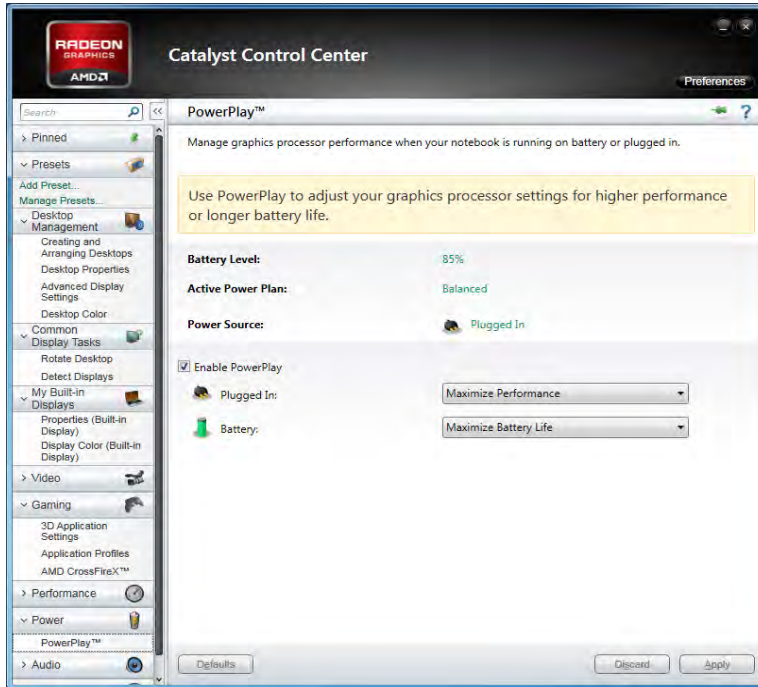 RADEON
GRAPHICS
AMD
Catalyst Control Center
Preferences
Search
<<
PowerPlay™
?
Pinned
Manage graphics processor performance when your notebook is running on battery or plugged in.
Presets
Add Preset...
Manage Presets...
Use PowerPlay to adjust your graphics processor settings for higher performance
or longer battery life.
Desktop
Management
Creating and
Arranging Desktops
Desktop Properties
Advanced Display
Settings
Desktop Color
Common
Display Tasks
Rotate Desktop
Detect Displays
My Built-in
Displays
Properties (Built-in
Display)
Display Color (Built-in
Display)
Video
Gaming
3D Application
Settings
Application Profiles
AMD CrossFireX™
Performance
Power
PowerPlay™
Audio
Battery Level: 85%
Active Power Plan: Balanced
Power Source: Plugged In
Enable PowerPlay
Plugged In: Maximize Performance
Battery: Maximize Battery Life
Defaults Discard Apply